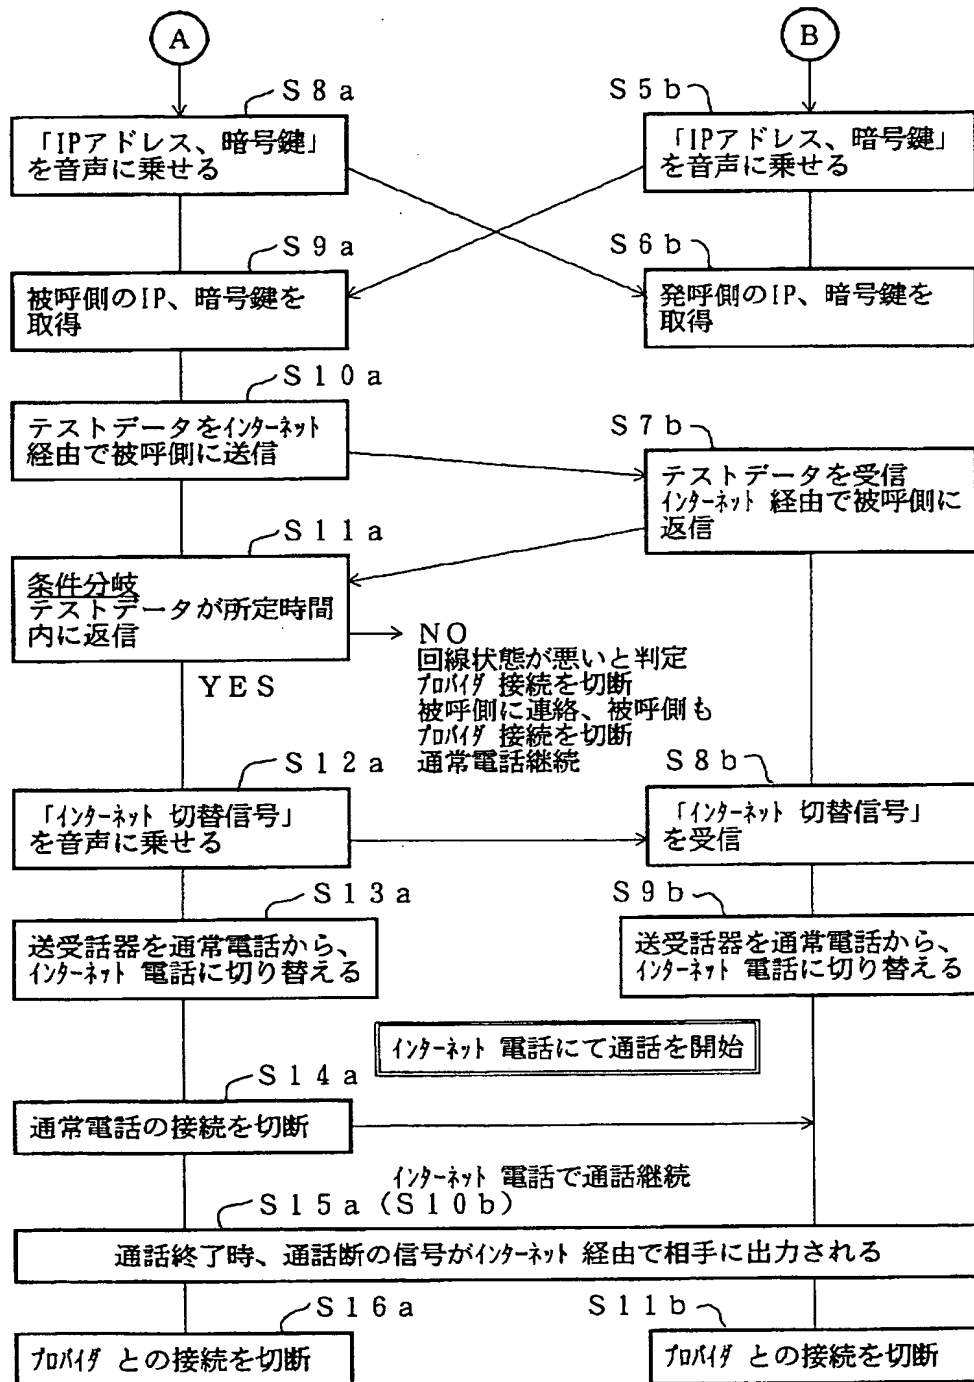 A
B
S8a
S5b
「IPアドレス、暗号鍵」
を音声に乗せる
「IPアドレス、暗号鍵」
を音声に乗せる
S9a
S6b
被呼側のIP、暗号鍵を
取得
発呼側のIP、暗号鍵を
取得
S10a
テストデータをインターネット
経由で被呼側に送信
S7b
テストデータを受信
インターネット 経由で被呼側に
返信
S11a
条件分岐
テストデータが所定時間
内に返信
NO
回線状態が悪いと判定
プロバイダ 接続を切断
被呼側に連絡、被呼側も
プロバイダ 接続を切断
通常電話継続
YES
S12a
S8b
「インターネット 切替信号」
を音声に乗せる
「インターネット 切替信号」
を受信
S13a
S9b
送受話器を通常電話から、
インターネット 電話に切り替える
送受話器を通常電話から、
インターネット 電話に切り替える
インターネット 電話にて通話を開始
S14a
通常電話の接続を切断
インターネット 電話で通話継続
S15a(S10b)
通話終了時、通話断の信号がインターネット 経由で相手に出力される
S16a
S11b
プロバイダ との接続を切断
プロバイダ との接続を切断